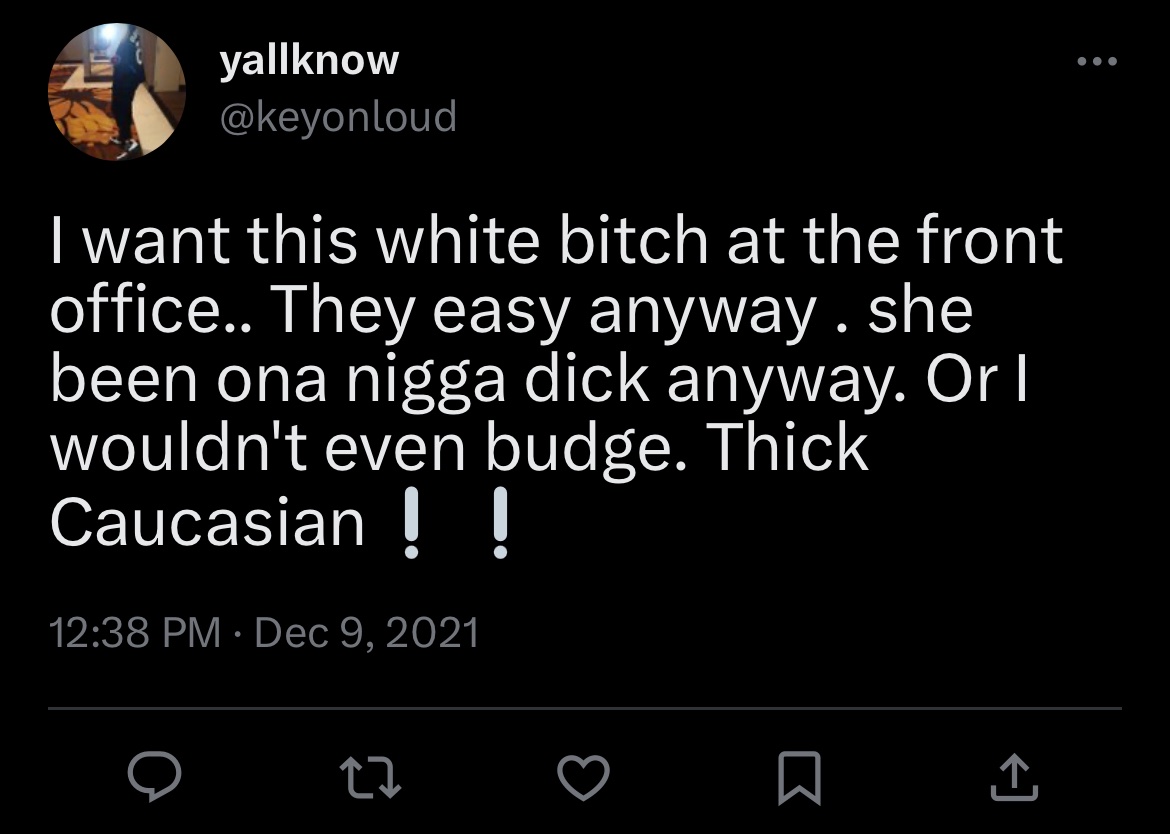 yallknow
@keyonloud
I want this white bitch at the front
office.. They easy anyway . she
been ona nigga dick anyway. Or I
wouldn't even budge. Thick
Caucasian ❕ ❕
12:38 PM · Dec 9, 2021